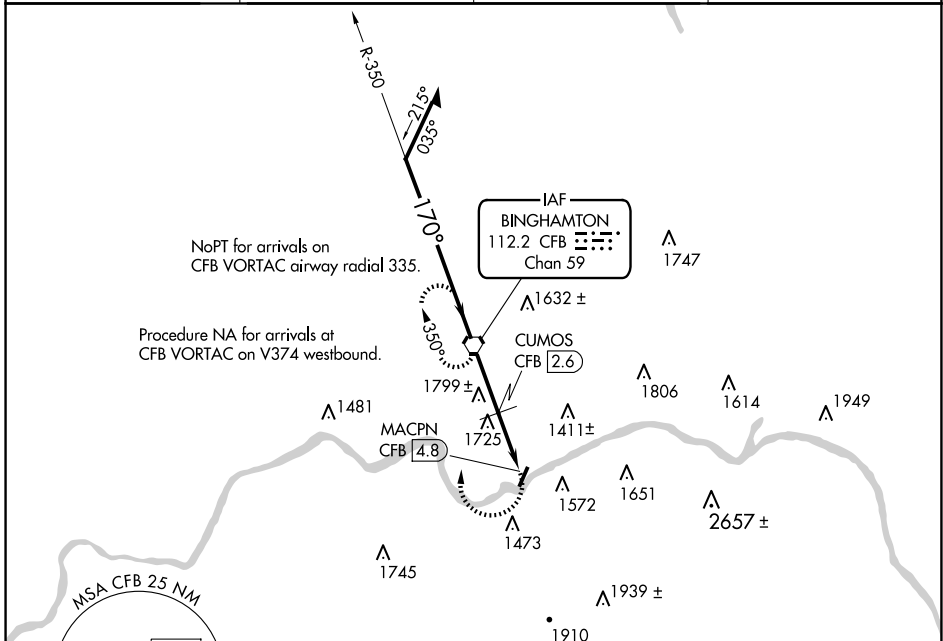 R-350
215°
035°
170°
IAF
BINGHAMTON
112.2 CFB
Chan 59
1747
NoPT for arrivals on
CFB VORTAC airway radial 335.
1632 ±
350°
Procedure NA for arrivals at
CFB VORTAC on V374 westbound.
CUMOS
CFB 2.6
1799 ±
1806
1614
1481
1949
1725
1411±
MACPN
CFB 4.8
1572
1651
2657 ±
1473
1745
MSA CFB 25 NM
1939 ±
1910